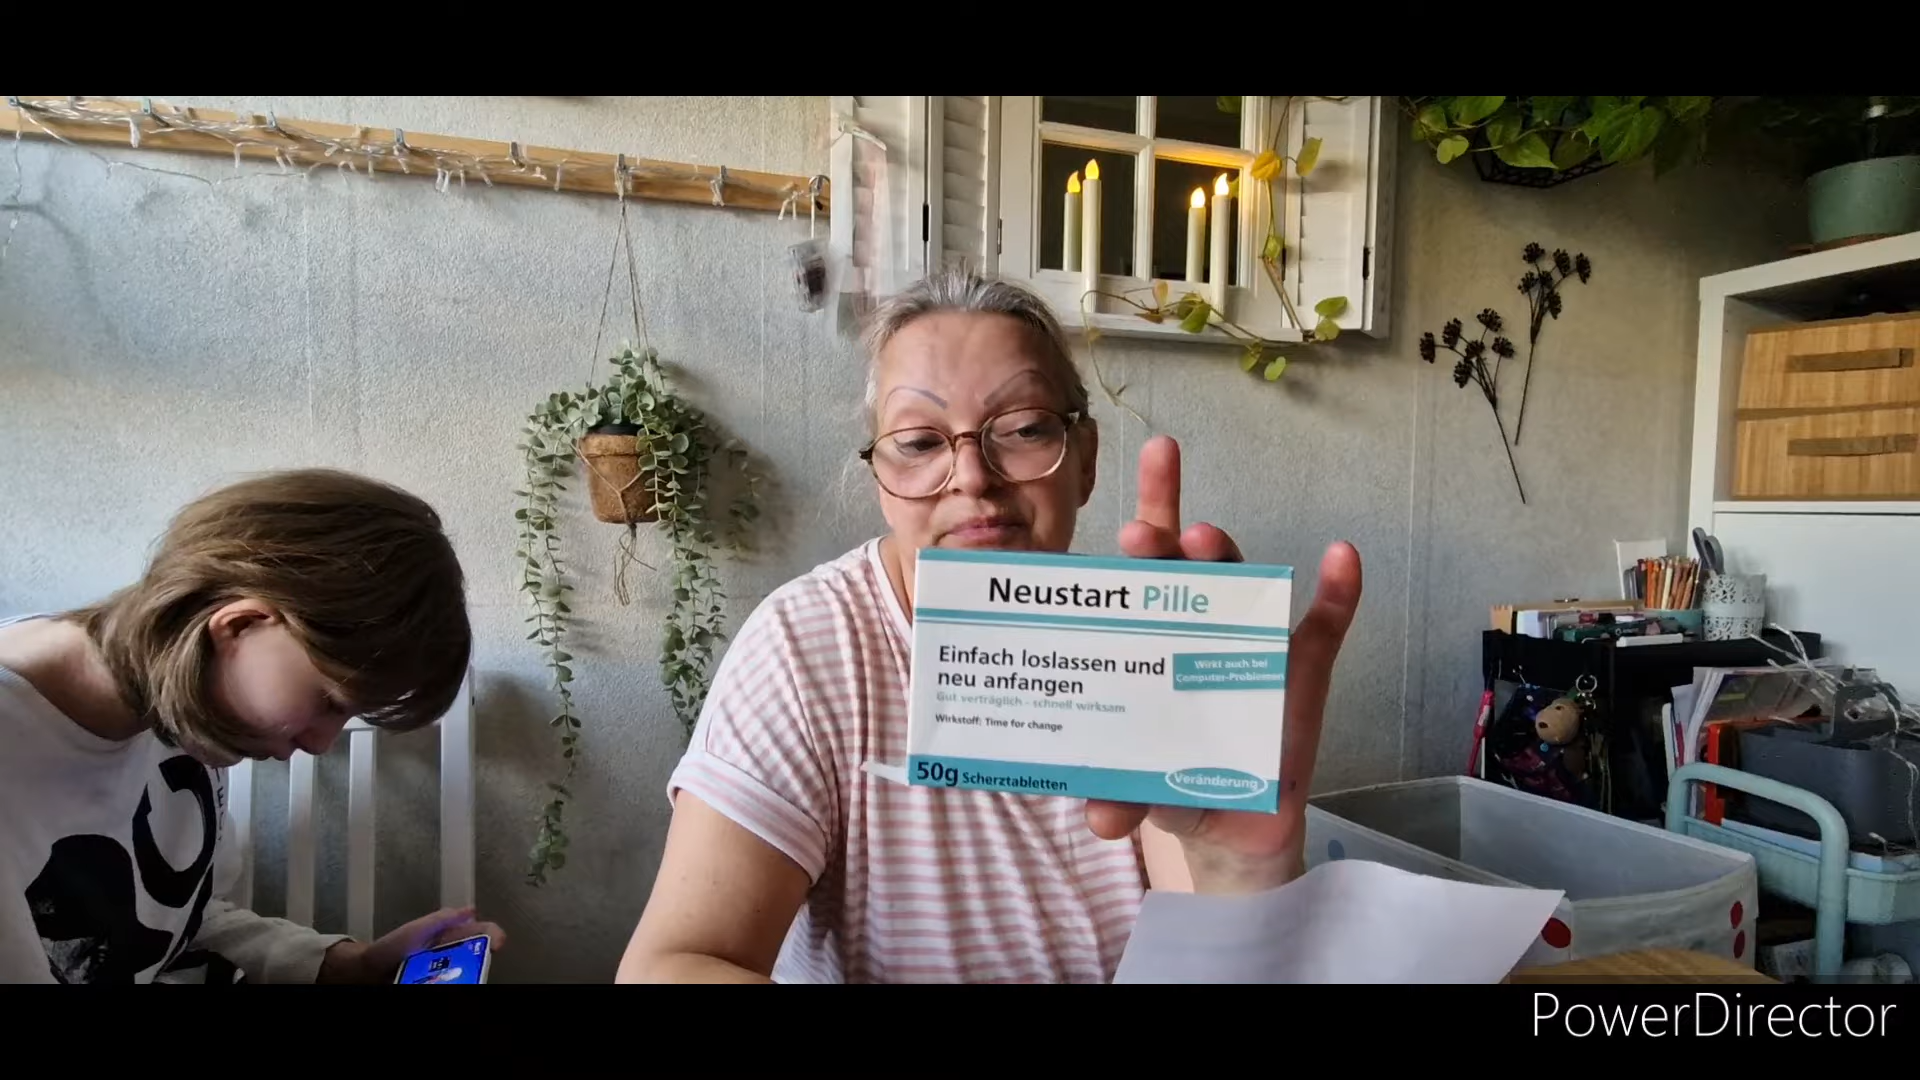 Neustart Pille
Einfach loslassen und
neu anfangen
Wirkt auch bei
Computer-Problemen
Gut verträglich - schnell wirksam
Wirkstoff: Time for change
50g Scherztabletten
Veränderung
PowerDirector